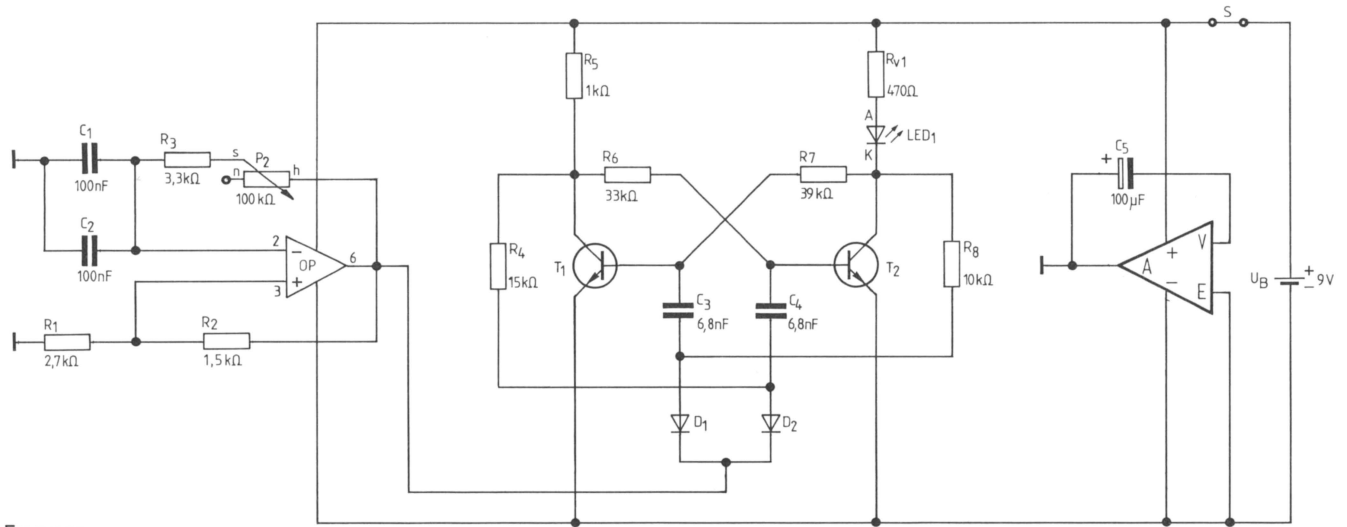 S
R5
1kΩ
Rv1
470Ω
A
LED1
K
C1
100nF
R3
3,3kΩ
s
P2
n
h
100kΩ
C2
100nF
2
−
OP
6
+
3
R1
2,7kΩ
R2
1,5kΩ
R6
33kΩ
R7
39kΩ
R4
15kΩ
T1
T2
R8
10kΩ
C3
6,8nF
C4
6,8nF
D1
D2
+
C5
100µF
+
V
A
−
E
UB
+
−
9V